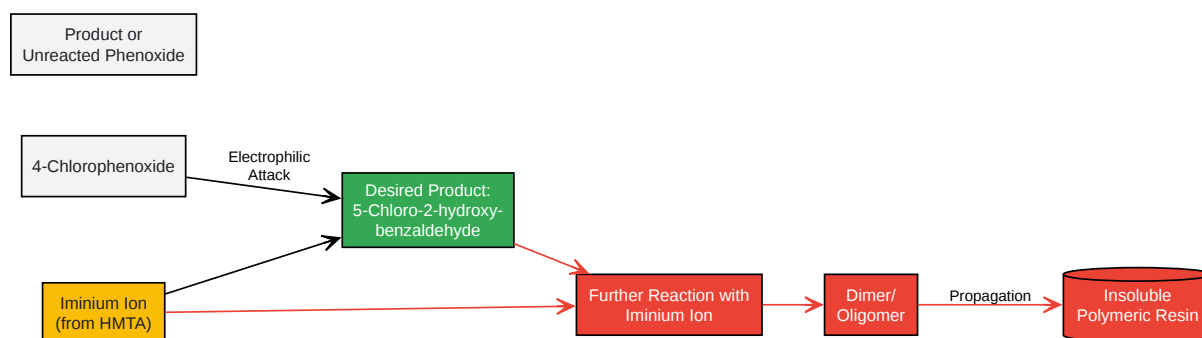 Product or
Unreacted Phenoxide
4-Chlorophenoxide
Electrophilic
Attack
Desired Product:
5-Chloro-2-hydroxy-
benzaldehyde
Iminium Ion
(from HMTA)
Further Reaction with
Iminium Ion
Dimer/
Oligomer
Propagation
Insoluble
Polymeric Resin